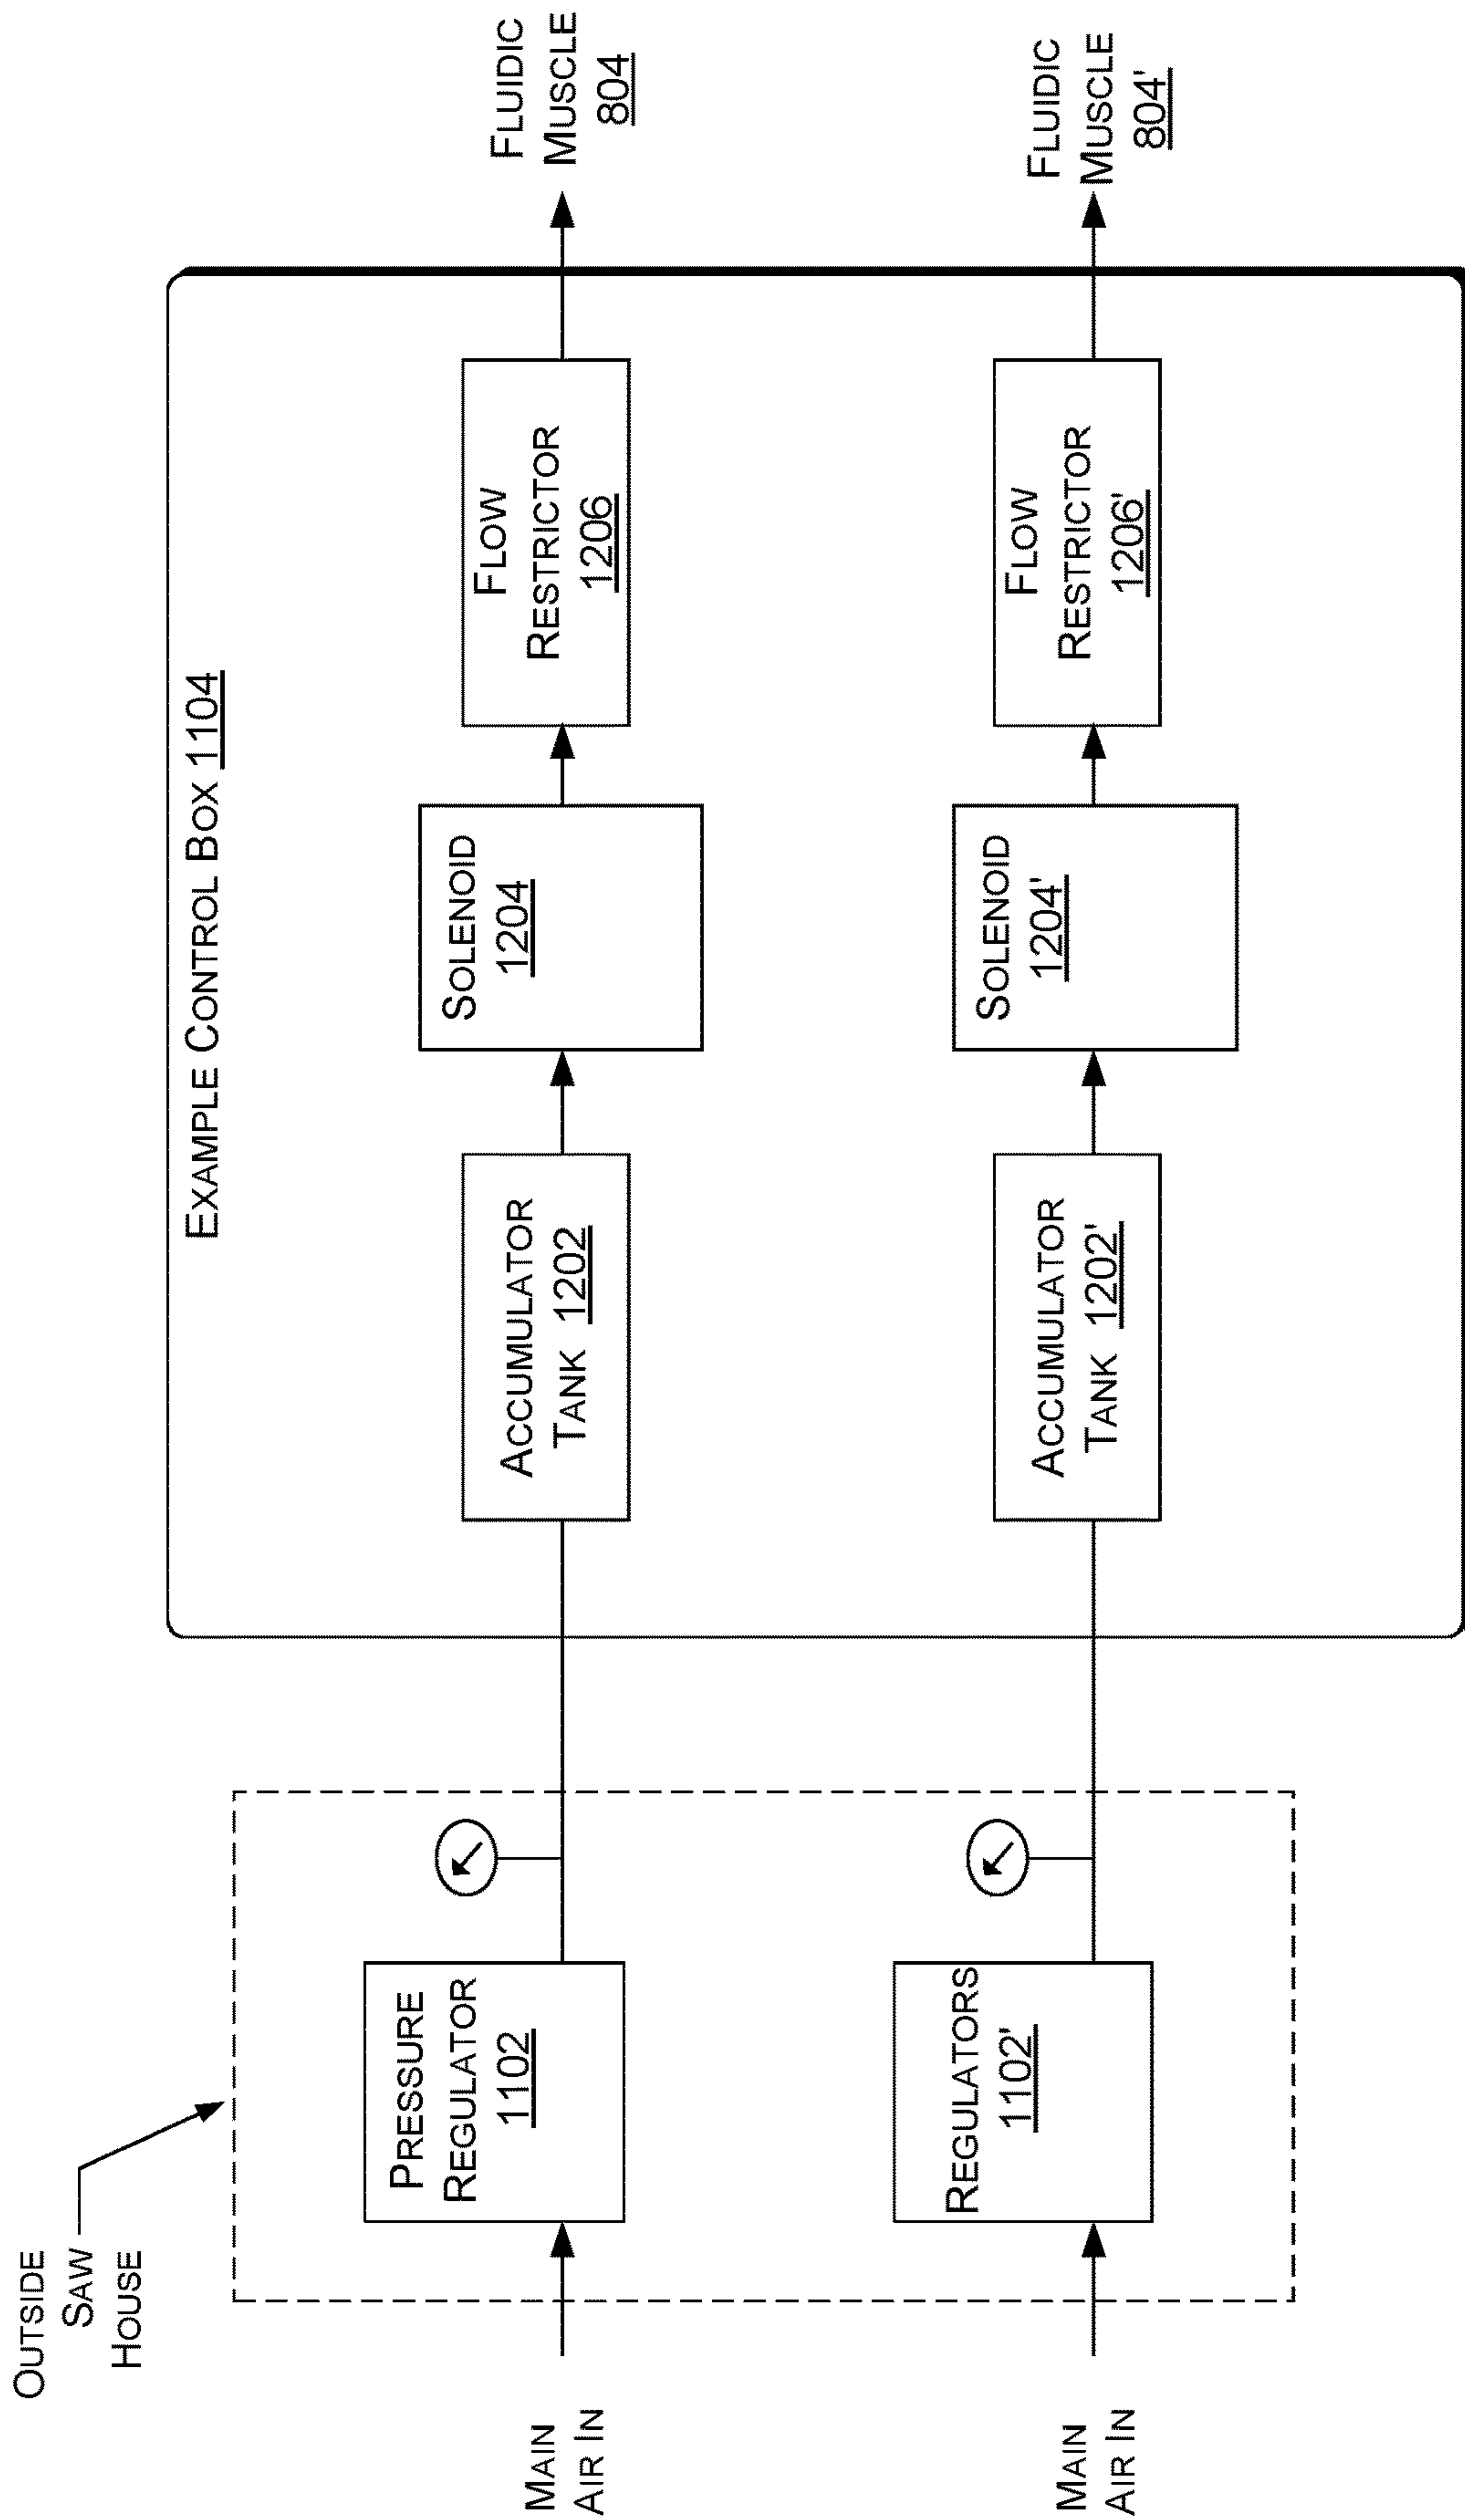 OUTSIDE
SAW
HOUSE
EXAMPLE CONTROL BOX 1104
MAIN
AIR IN
PRESSURE
REGULATOR
1102
ACCUMULATOR
TANK 1202
SOLENOID
1204
FLOW
RESTRICTOR
1206
FLUIDIC
MUSCLE
804
MAIN
AIR IN
REGULATORS
1102'
ACCUMULATOR
TANK 1202'
SOLENOID
1204'
FLOW
RESTRICTOR
1206'
FLUIDIC
MUSCLE
804'